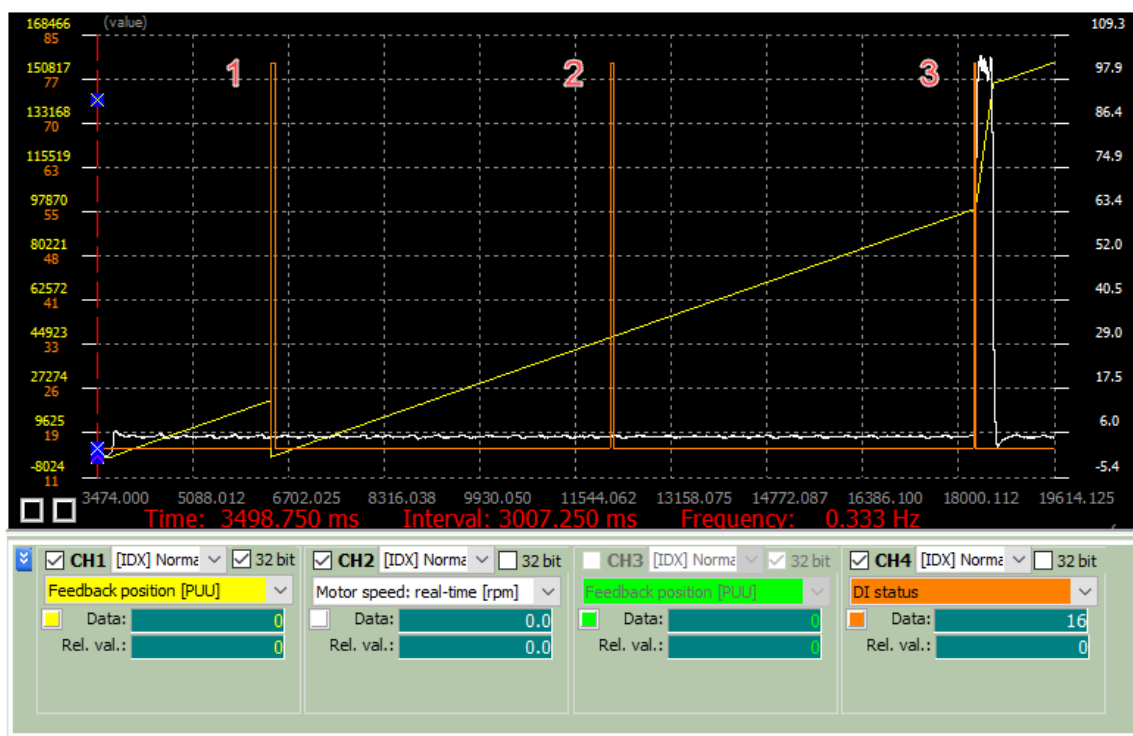 168466 (value) 109.3
85
150817 1 2 3 97.9
77
133168 86.4
70
115519 74.9
63
97870 63.4
55
80221 52.0
48
62572 40.5
41
44923 29.0
33
27274 17.5
26
9625 6.0
19
-8024 -5.4
11
3474.000 5088.012 6702.025 8316.038 9930.050 11544.062 13158.075 14772.087 16386.100 18000.112 19614.125
Time: 3498.750 ms Interval: 3007.250 ms Frequency: 0.333 Hz
CH1 [IDX] Norma 32 bit CH2 [IDX] Norma 32 bit CH3 [IDX] Norma 32 bit CH4 [IDX] Norma 32 bit
Feedback position [PUU] Motor speed: real-time [rpm] Feedback position [PUU] DI status
Data: 0 Data: 0.0 Data: 0 Data: 16
Rel. val.: 0 Rel. val.: 0.0 Rel. val.: 0 Rel. val.: 0